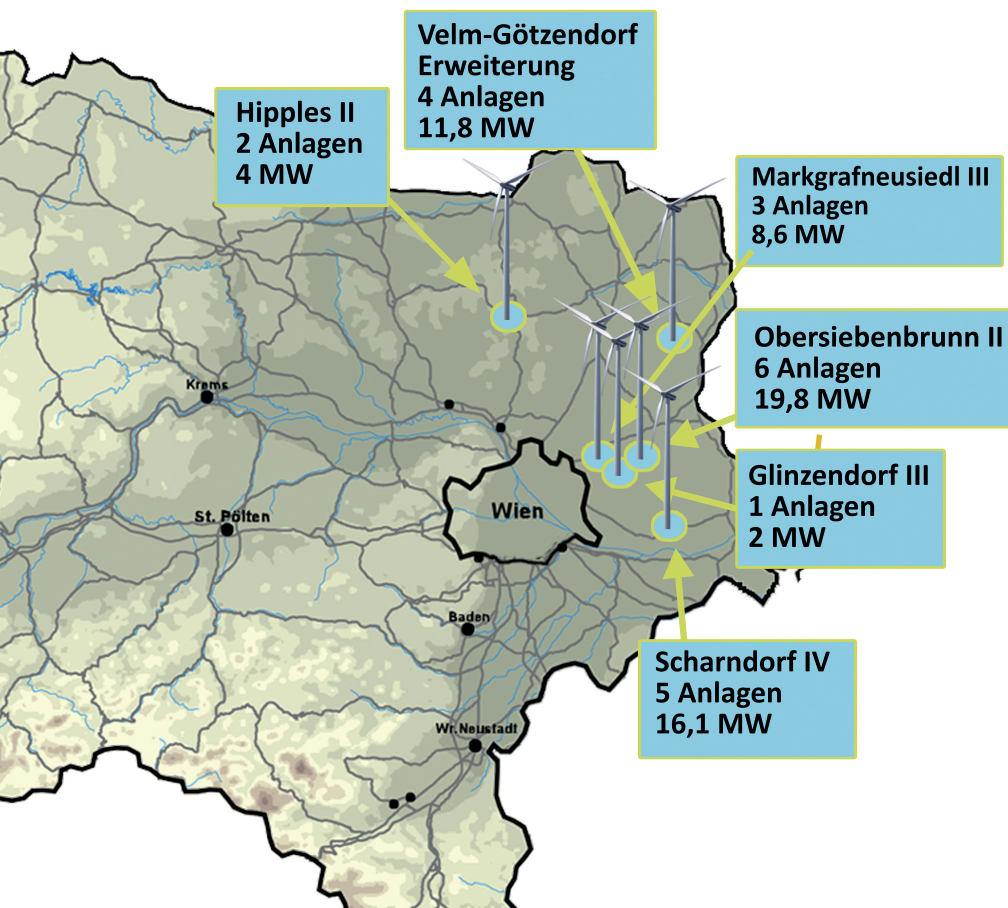 Velm-Götzendorf
Erweiterung
4 Anlagen
11,8 MW
Hipples II
2 Anlagen
4 MW
Markgrafneusiedl III
3 Anlagen
8,6 MW
Obersiebenbrunn II
6 Anlagen
19,8 MW
Krems
Glinzendorf III
1 Anlagen
2 MW
Wien
St. Pölten
Baden
Scharndorf IV
5 Anlagen
16,1 MW
Wr. Neustadt